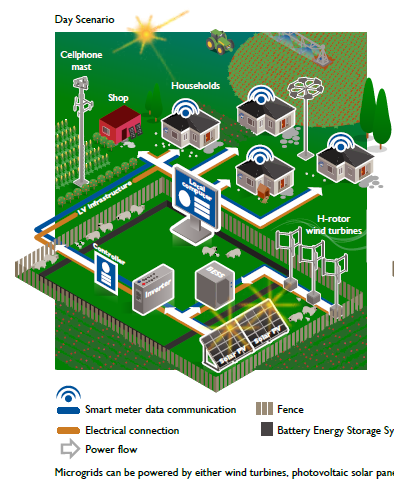 Day Scenario
Cellphone
mast
Shop
Households
Local
Computer
LV Infrastructure
H-rotor
wind turbines
Controller
Inverter
BESS
Solar PV
Solar PV
Smart meter data communication
Fence
Electrical connection
Battery Energy Storage Sy
Power flow
Microgrids can be powered by either wind turbines, photovoltaic solar pane